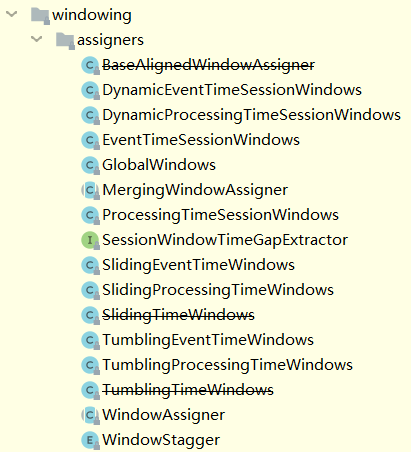 windowing
assigners
BaseAlignedWindowAssigner
DynamicEventTimeSessionWindows
DynamicProcessingTimeSessionWindows
EventTimeSessionWindows
GlobalWindows
MergingWindowAssigner
ProcessingTimeSessionWindows
SessionWindowTimeGapExtractor
SlidingEventTimeWindows
SlidingProcessingTimeWindows
SlidingTimeWindows
TumblingEventTimeWindows
TumblingProcessingTimeWindows
TumblingTimeWindows
WindowAssigner
WindowStagger